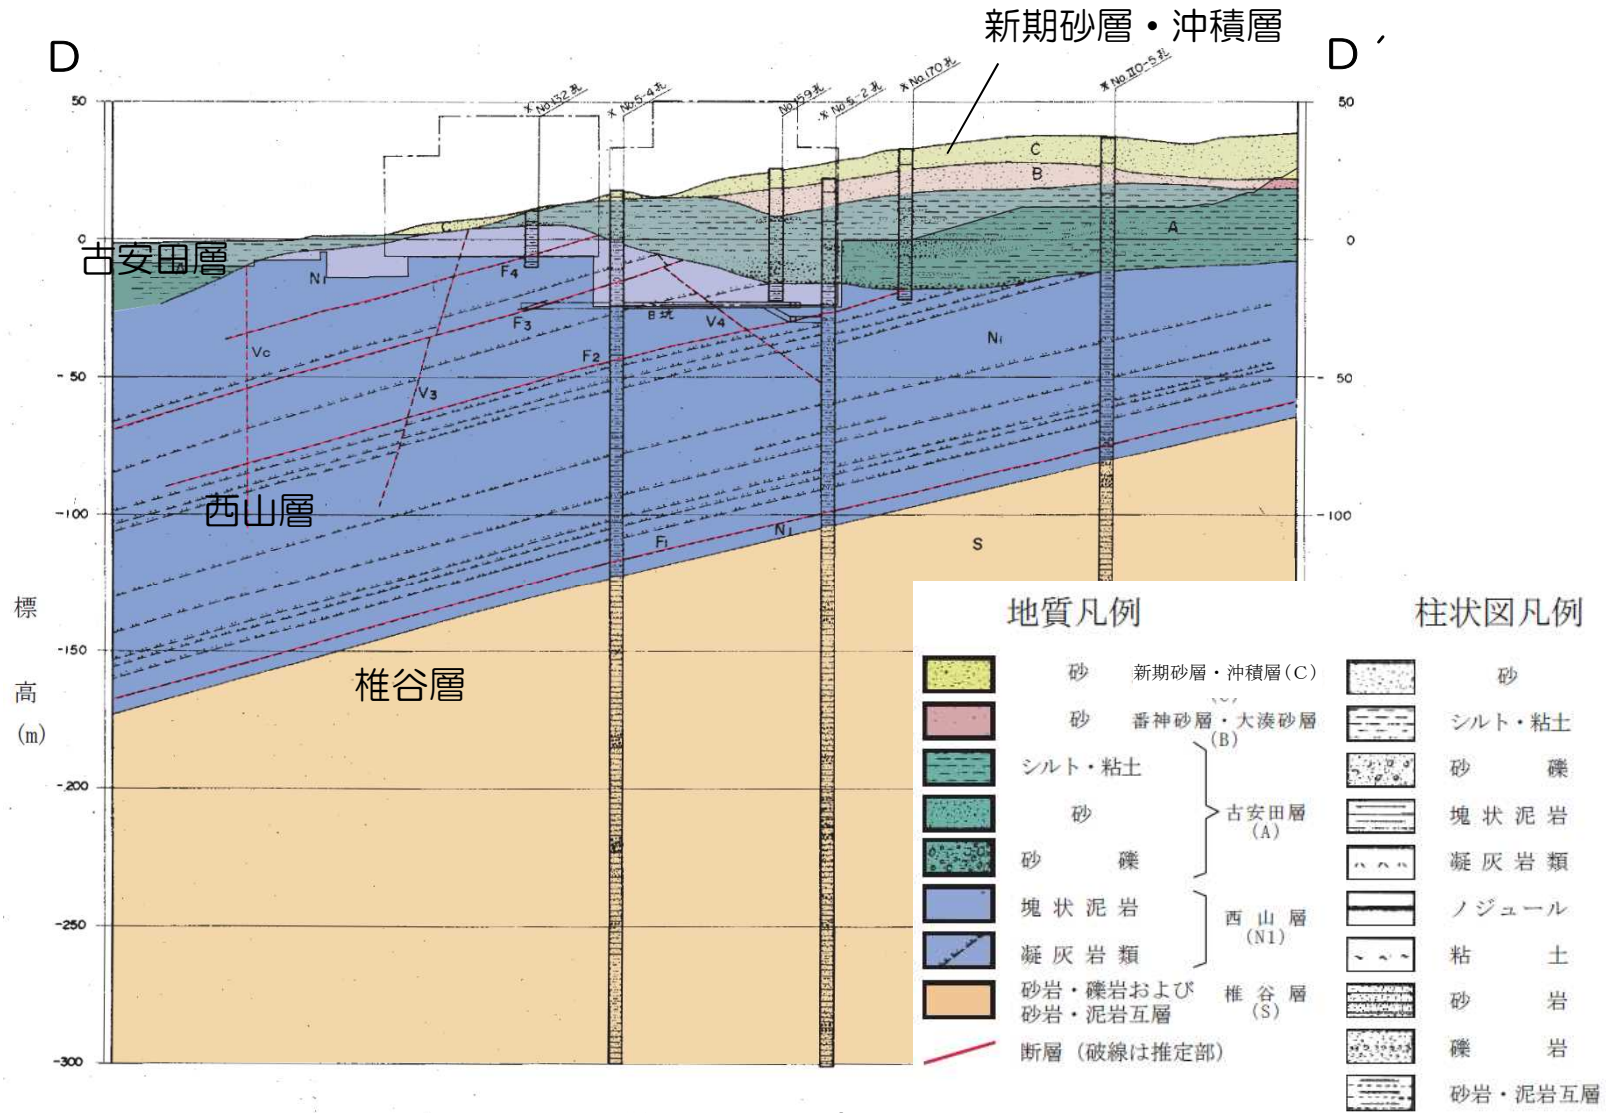 新期砂層・沖積層
D
D′
※ No.132孔
※ No.5-4孔
No.159孔
※ No.5-2孔
※ No.170孔
50
50
C
B
A
C
0
0
古安田層
N1
F4
F3
B坑
V4
F2
Vc
V3
N1
-50
-50
西山層
-100
-100
F1
N1
S
標
高
(m)
-150
椎谷層
-200
-250
-300
地質凡例
砂 新期砂層・沖積層(C)
砂 番神砂層・大湊砂層
(B)
シルト・粘土
砂
古安田層
(A)
砂礫
塊状泥岩
西山層
(N1)
凝灰岩類
砂岩・礫岩および
砂岩・泥岩互層
椎谷層
(S)
断層（破線は推定部）
柱状図凡例
砂
シルト・粘土
砂礫
塊状泥岩
凝灰岩類
ノジュール
粘土
砂岩
礫岩
砂岩・泥岩互層